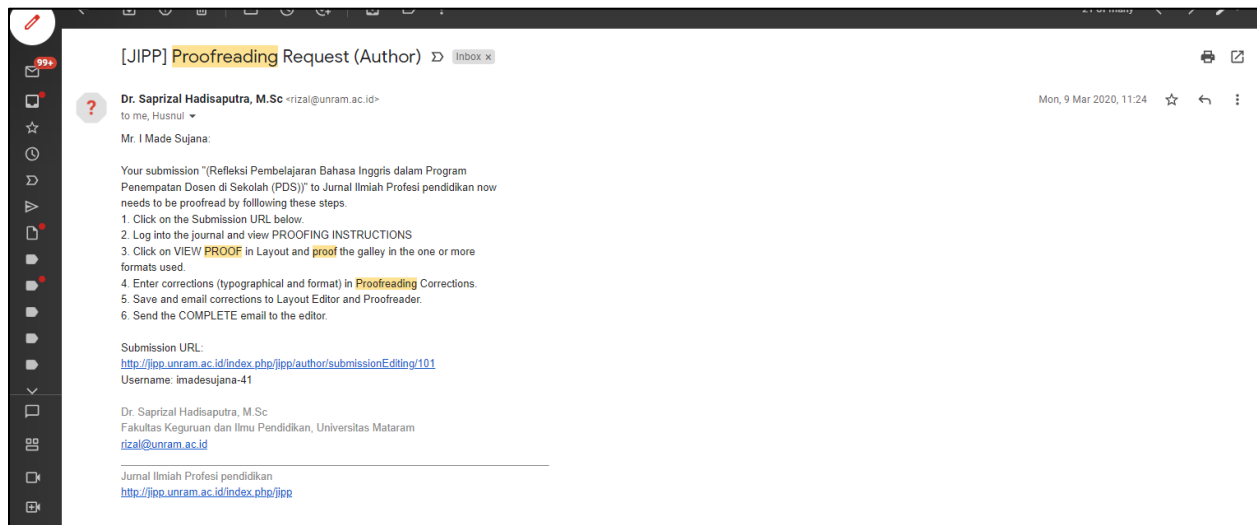 21 of many
99+
[JIPP] Proofreading Request (Author) Inbox x
Dr. Saprizal Hadisaputra, M.Sc <rizal@unram.ac.id> Mon, 9 Mar 2020, 11:24
to me, Husnul
?
Mr. I Made Sujana:
Your submission "(Refleksi Pembelajaran Bahasa Inggris dalam Program
Penempatan Dosen di Sekolah (PDS))" to Jurnal Ilmiah Profesi pendidikan now
needs to be proofread by folllowing these steps.
1. Click on the Submission URL below.
2. Log into the journal and view PROOFING INSTRUCTIONS
3. Click on VIEW PROOF in Layout and proof the galley in the one or more
formats used.
4. Enter corrections (typographical and format) in Proofreading Corrections.
5. Save and email corrections to Layout Editor and Proofreader.
6. Send the COMPLETE email to the editor.
Submission URL:
http://jipp.unram.ac.id/index.php/jipp/author/submissionEditing/101
Username: imadesujana-41
Dr. Saprizal Hadisaputra, M.Sc
Fakultas Keguruan dan Ilmu Pendidikan, Universitas Mataram
rizal@unram.ac.id
Jurnal Ilmiah Profesi pendidikan
http://jipp.unram.ac.id/index.php/jipp